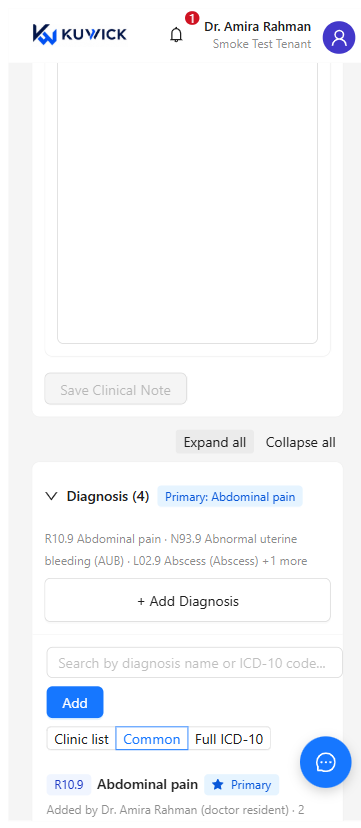 KUWICK
1
Dr. Amira Rahman
Smoke Test Tenant
Save Clinical Note
Expand all
Collapse all
Diagnosis (4)
Primary: Abdominal pain
R10.9 Abdominal pain · N93.9 Abnormal uterine
bleeding (AUB) · L02.9 Abscess (Abscess) +1 more
+ Add Diagnosis
Search by diagnosis name or ICD-10 code...
Add
Clinic list
Common
Full ICD-10
R10.9
Abdominal pain
Primary
Added by Dr. Amira Rahman (doctor resident) · 2